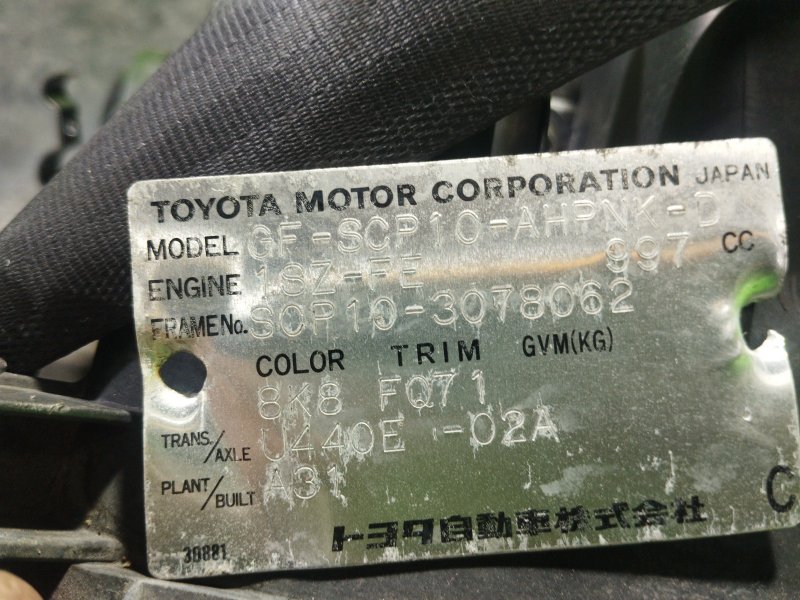 TOYOTA MOTOR CORPORATION JAPAN
MODEL GF-SCP10-AHPNK-D
ENGINE 1SZ-FE 997 CC
FRAME No. SCP10-3078062
COLOR TRIM GVM(KG)
8K8 FQ71
TRANS./AXLE U440E -02A
PLANT/BUILT A31
C
トヨタ自動車株式会社
30881